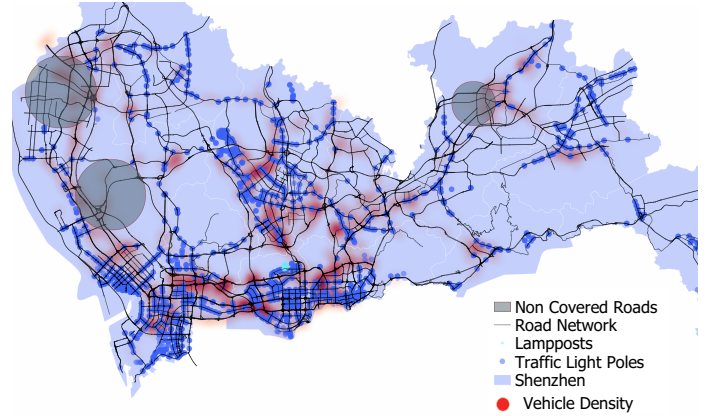 Non Covered Roads
Road Network
Lampposts
Traffic Light Poles
Shenzhen
Vehicle Density